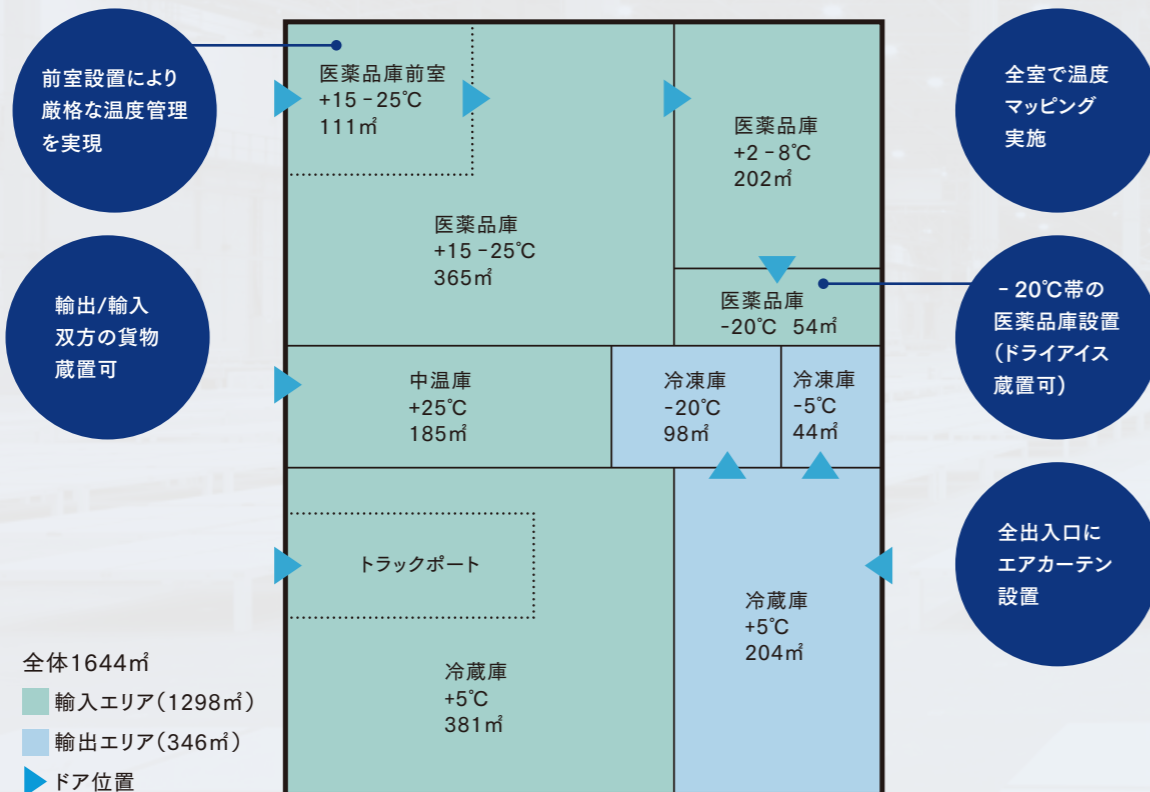 前室設置により
厳格な温度管理
を実現
輸出/輸入
双方の貨物
蔵置可
医薬品庫前室
+15-25℃
111㎡
医薬品庫
+15-25℃
365㎡
医薬品庫
+2-8℃
202㎡
医薬品庫
-20℃ 54㎡
中温庫
+25℃
185㎡
冷凍庫
-20℃
98㎡
冷凍庫
-5℃
44㎡
トラックポート
冷蔵庫
+5℃
381㎡
冷蔵庫
+5℃
204㎡
全室で温度
マッピング
実施
-20℃帯の
医薬品庫設置
(ドライアイス
蔵置可)
全出入口に
エアカーテン
設置
全体1644㎡
輸入エリア(1298㎡)
輸出エリア(346㎡)
ドア位置